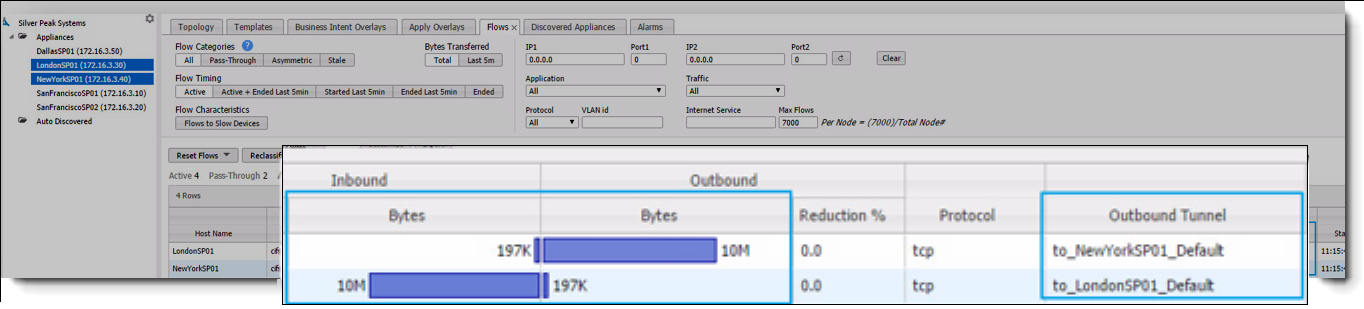 Silver Peak Systems
Appliances
DallasSP01 (172.16.3.50)
LondonSP01 (172.16.3.30)
NewYorkSP01 (172.16.3.40)
SanFranciscoSP01 (172.16.3.10)
SanFranciscoSP02 (172.16.3.20)
Auto Discovered
Topology Templates Business Intent Overlays Apply Overlays Flows × Discovered Appliances Alarms
Flow Categories ? Bytes Transferred IP1 Port1 IP2 Port2
All Pass-Through Asymmetric Stale Total Last 5m 0.0.0.0 0 0.0.0.0 0 Clear
Flow Timing Application Traffic
Active Active + Ended Last 5min Started Last 5min Ended Last 5min Ended All All
Flow Characteristics Protocol VLAN id Internet Service Max Flows
Flows to Slow Devices All 7000 Per Node = (7000)/Total Node#
Reset Flows Reclassif
Active 4 Pass-Through 2
4 Rows
Host Name
LondonSP01 cifs
NewYorkSP01 cifs
Inbound Outbound
Bytes Bytes Reduction % Protocol Outbound Tunnel
197K 10M 0.0 tcp to_NewYorkSP01_Default
10M 197K 0.0 tcp to_LondonSP01_Default
Sta
11:15:
11:15: